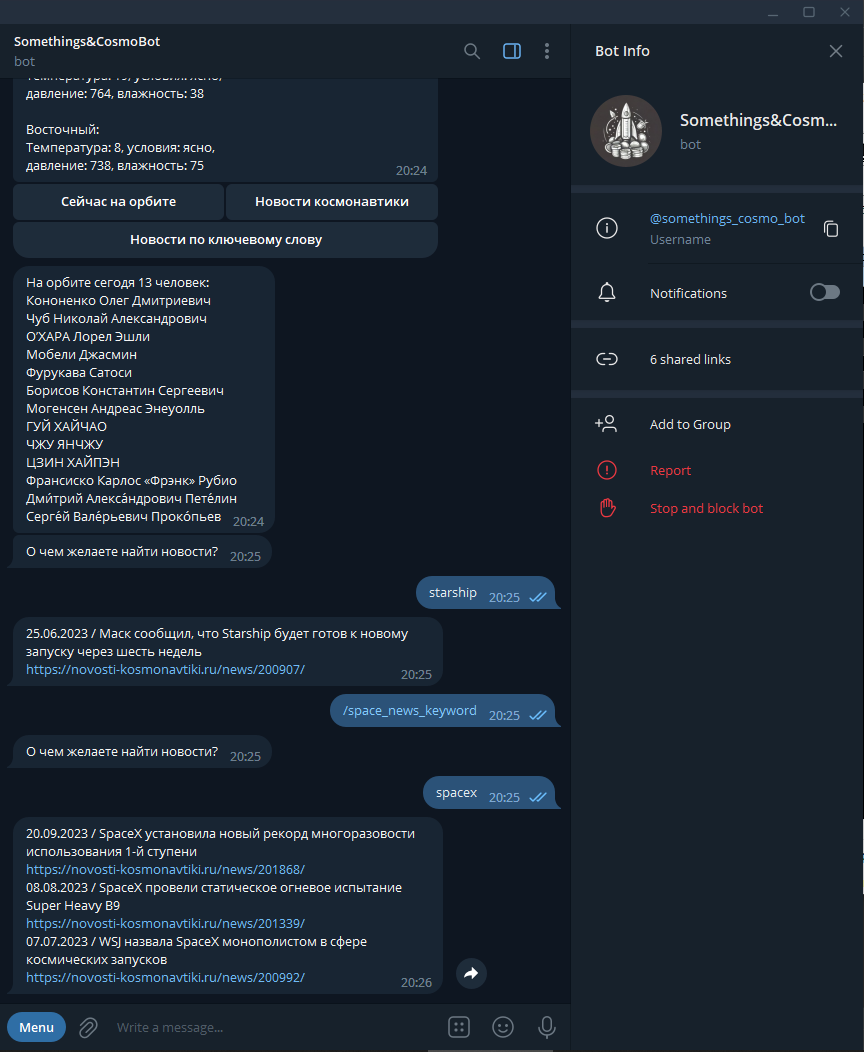 Somethings&CosmoBot
bot
давление: 764, влажность: 38
Восточный:
Температура: 8, условия: ясно,
давление: 738, влажность: 75
20:24
Сейчас на орбите
Новости космонавтики
Новости по ключевому слову
На орбите сегодя 13 человек:
Кононенко Олег Дмитриевич
Чуб Николай Александрович
О’ХАРА Лорел Эшли
Мобели Джасмин
Фурукава Сатоси
Борисов Константин Сергеевич
Могенсен Андреас Энеуолль
ГУЙ ХАЙЧАО
ЧЖУ ЯНЧЖУ
ЦЗИН ХАЙПЭН
Франсиско Карлос «Фрэнк» Рубио
Дми́трий Алекса́ндрович Пете́лин
Серге́й Вале́рьевич Проко́пьев
20:24
О чем желаете найти новости?
20:25
starship
20:25
25.06.2023 / Маск сообщил, что Starship будет готов к новому
запуску через шесть недель
https://novosti-kosmonavtiki.ru/news/200907/
20:25
/space_news_keyword
20:25
О чем желаете найти новости?
20:25
spacex
20:25
20.09.2023 / SpaceX установила новый рекорд многоразовости
использования 1-й ступени
https://novosti-kosmonavtiki.ru/news/201868/
08.08.2023 / SpaceX провели статическое огневое испытание
Super Heavy B9
https://novosti-kosmonavtiki.ru/news/201339/
07.07.2023 / WSJ назвала SpaceX монополистом в сфере
космических запусков
https://novosti-kosmonavtiki.ru/news/200992/
20:26
Menu
Write a message...
Bot Info
Somethings&Cosm...
bot
@somethings_cosmo_bot
Username
Notifications
6 shared links
Add to Group
Report
Stop and block bot